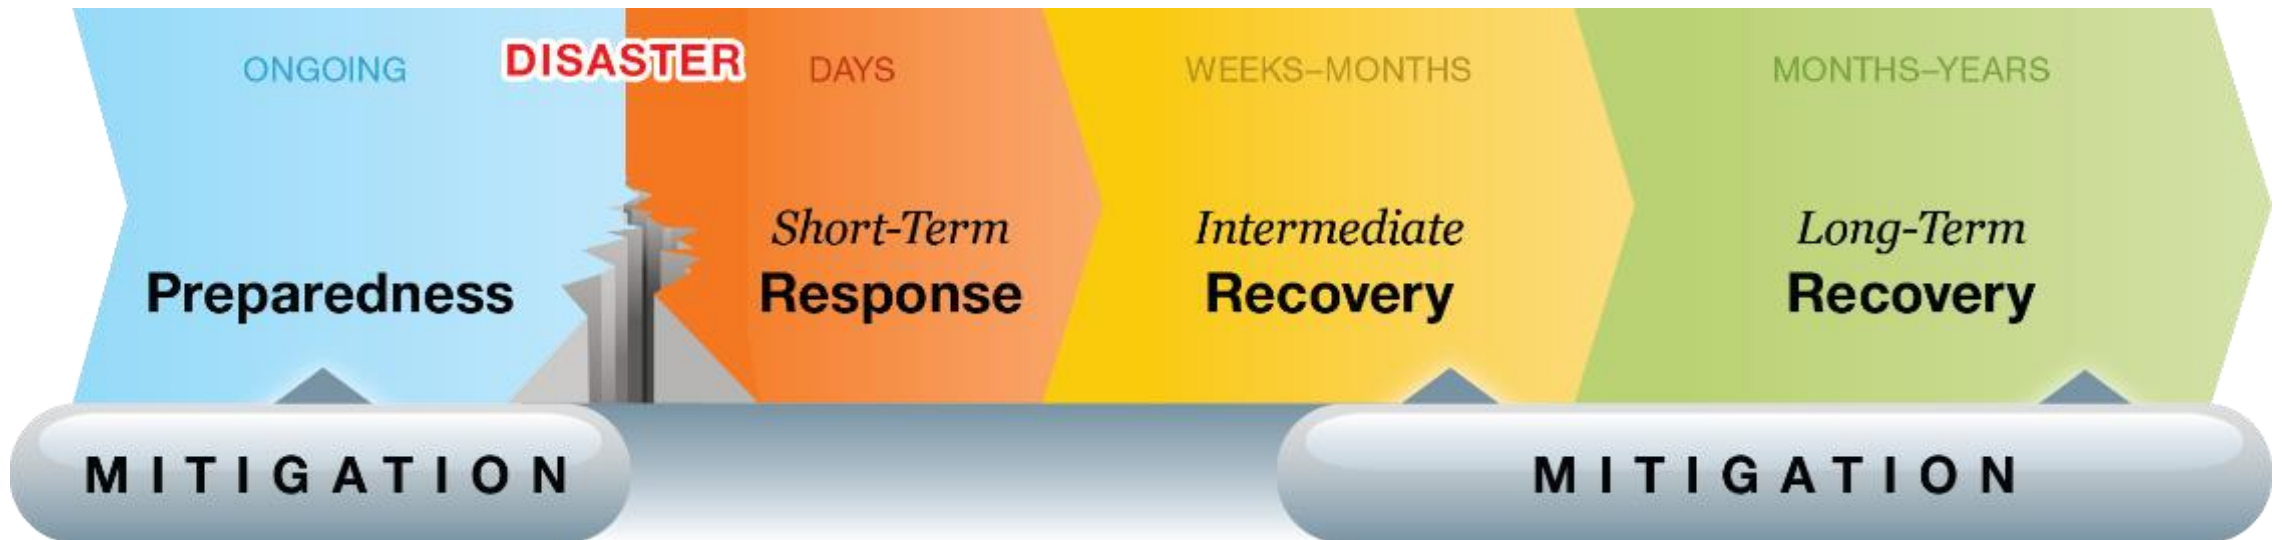 ONGOING
DISASTER
DAYS
WEEKS–MONTHS
MONTHS–YEARS
Preparedness
Short-Term
Response
Intermediate
Recovery
Long-Term
Recovery
MITIGATION
MITIGATION